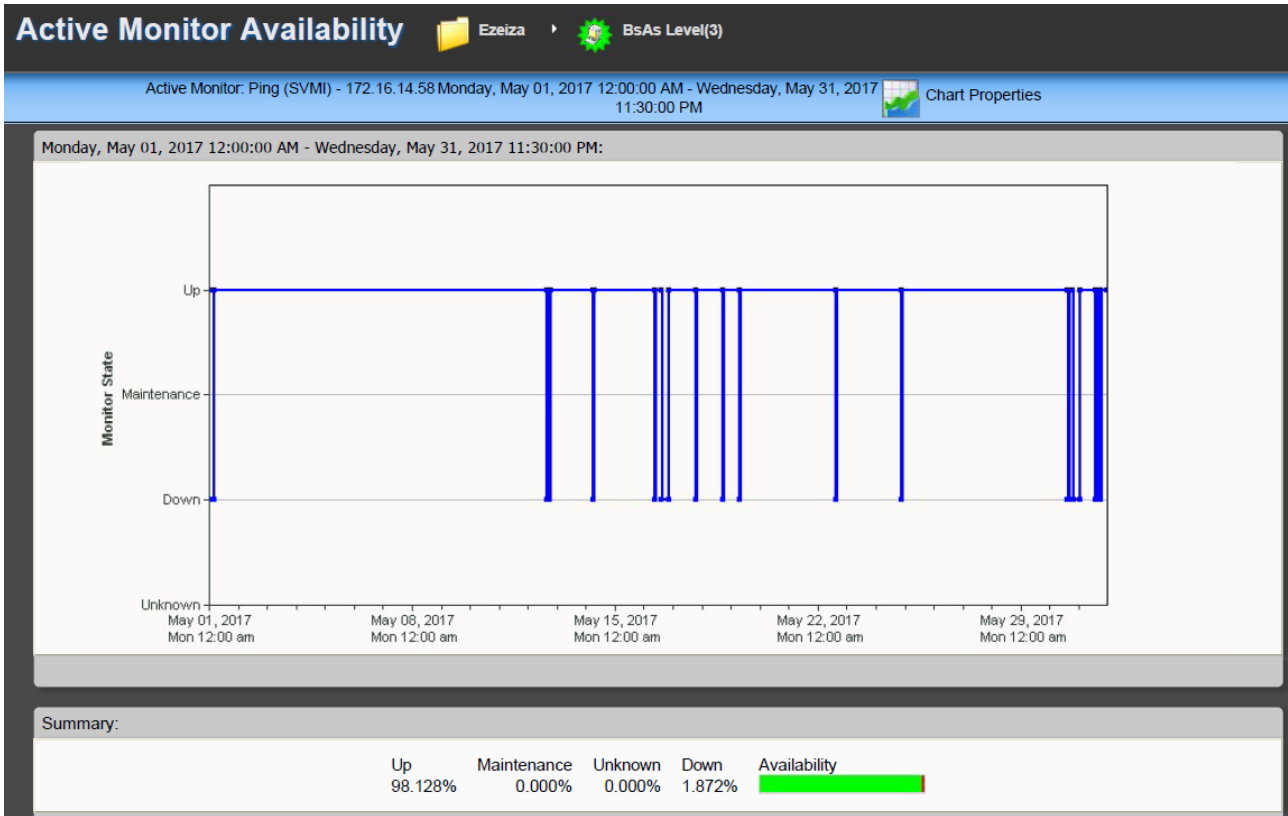 Active Monitor Availability Ezeiza BsAs Level(3)
Active Monitor: Ping (SVMI) - 172.16.14.58 Monday, May 01, 2017 12:00:00 AM - Wednesday, May 31, 2017
11:30:00 PM
Chart Properties
Monday, May 01, 2017 12:00:00 AM - Wednesday, May 31, 2017 11:30:00 PM:
Up
Monitor State
Maintenance
Down
Unknown
May 01, 2017 May 08, 2017 May 15, 2017 May 22, 2017 May 29, 2017
Mon 12:00 am Mon 12:00 am Mon 12:00 am Mon 12:00 am Mon 12:00 am
Summary:
Up Maintenance Unknown Down Availability
98.128% 0.000% 0.000% 1.872%